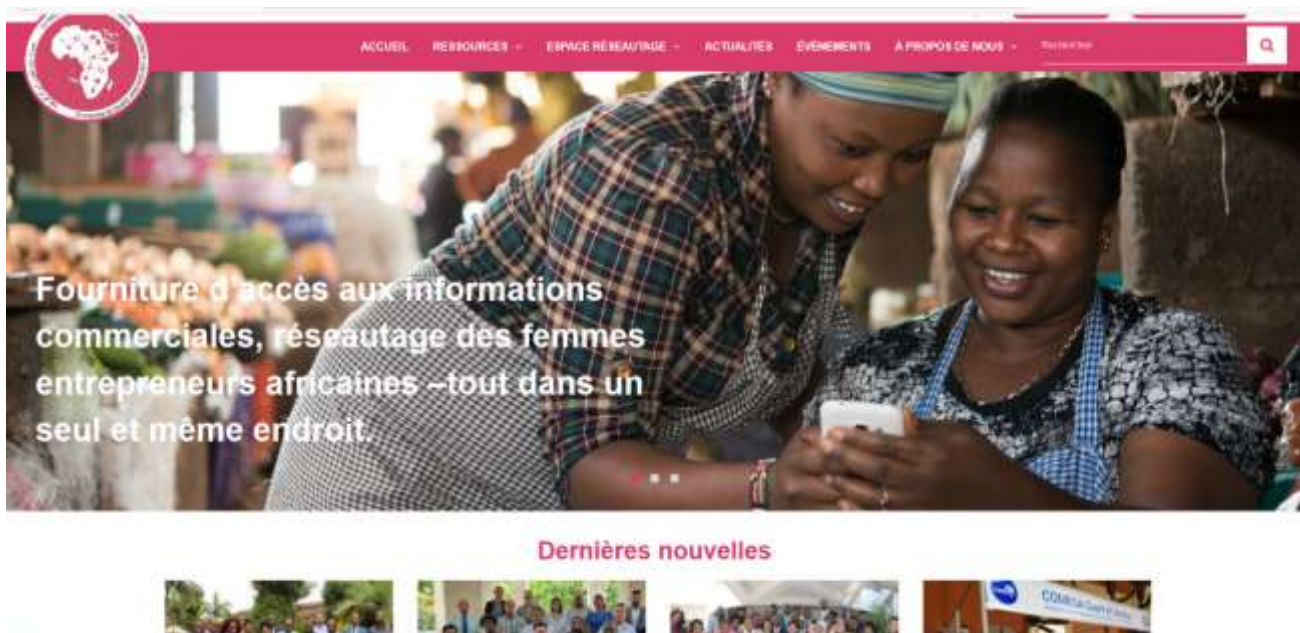 ACCUEIL RESSOURCES ESPACE RÉSEAUTAGE ACTUALITÉS ÉVÉNEMENTS À PROPOS DE NOUS
Fourniture d'accès aux informations
commerciales, réseautage des femmes
entrepreneurs africaines –tout dans un
seul et même endroit.
Dernières nouvelles
COMESA